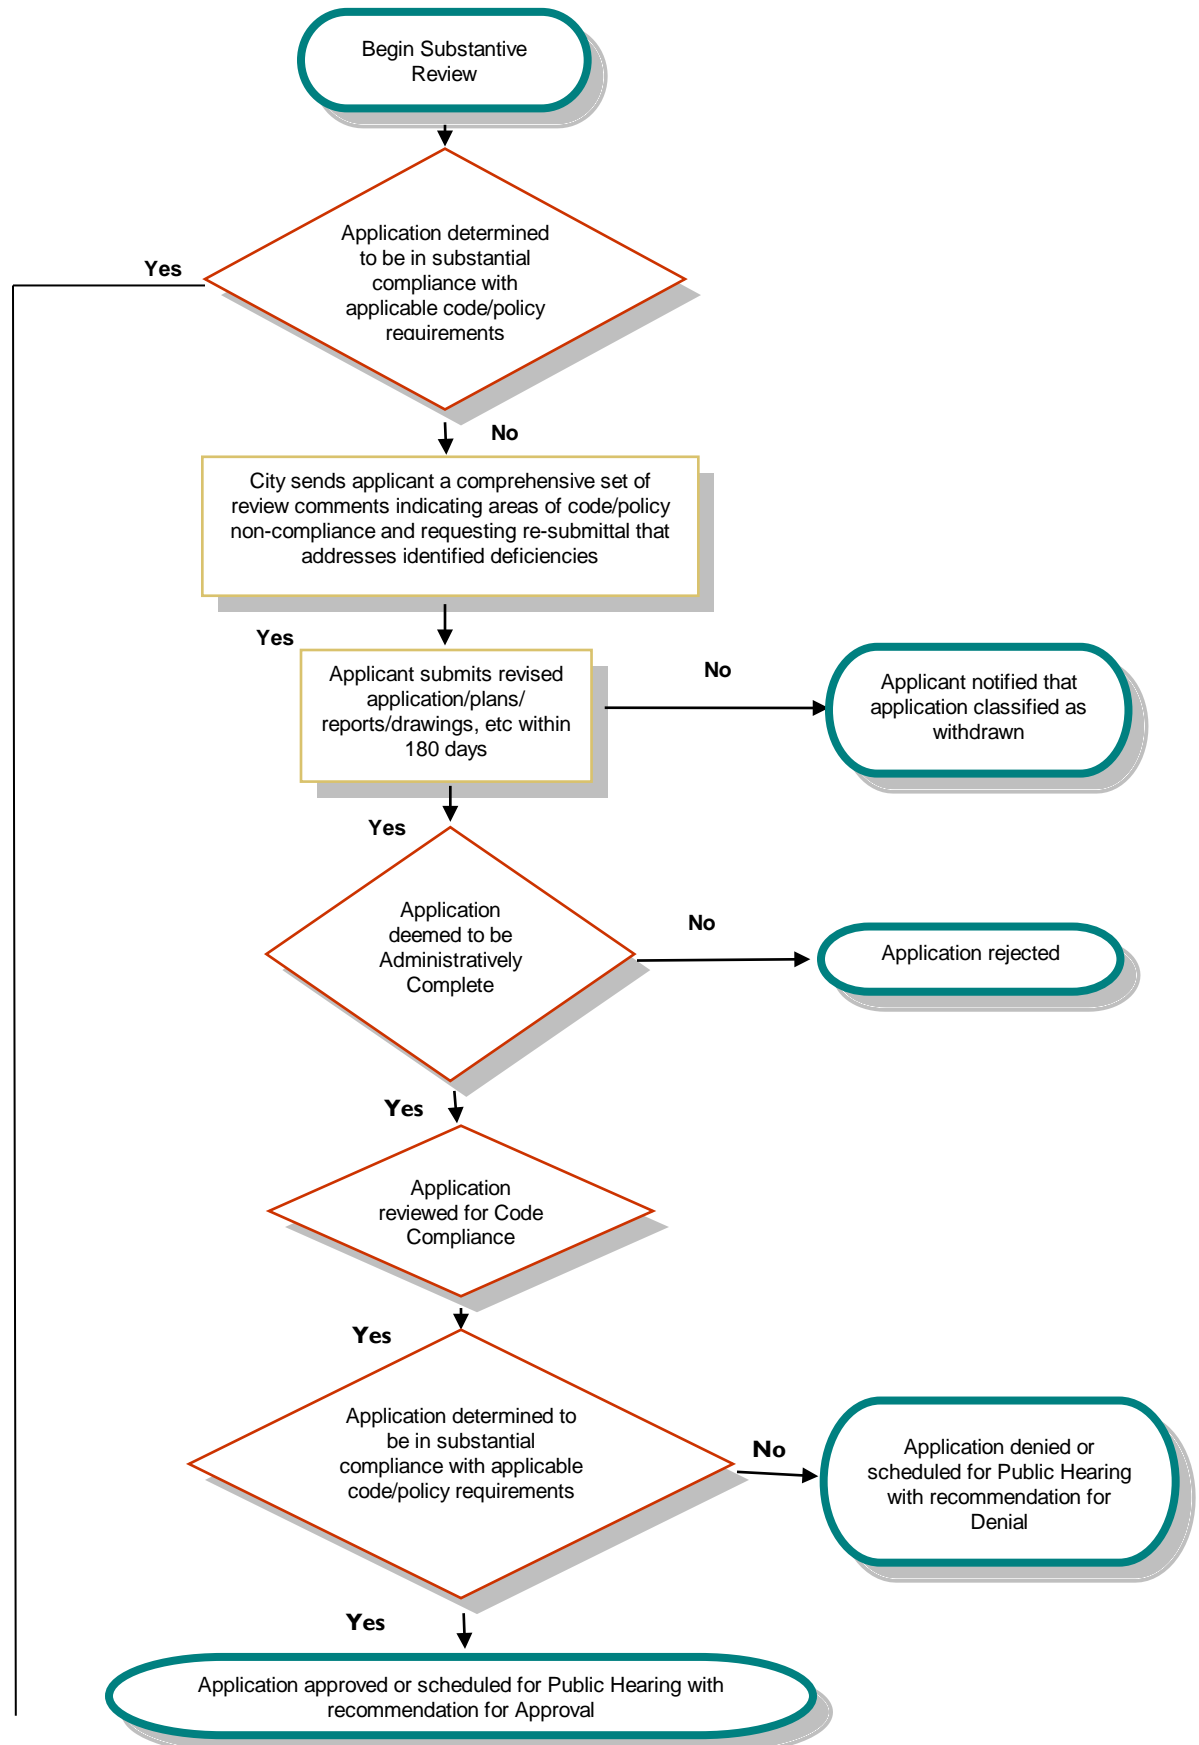 Begin Substantive
Review
Application determined
to be in substantial
compliance with
applicable code/policy
requirements
Yes
No
City sends applicant a comprehensive set of
review comments indicating areas of code/policy
non-compliance and requesting re-submittal that
addresses identified deficiencies
Yes
Applicant submits revised
application/plans/
reports/drawings, etc within
180 days
No
Applicant notified that
application classified as
withdrawn
Yes
Application
deemed to be
Administratively
Complete
No
Application rejected
Yes
Application
reviewed for Code
Compliance
Yes
Application determined to
be in substantial
compliance with applicable
code/policy requirements
No
Application denied or
scheduled for Public Hearing
with recommendation for
Denial
Yes
Application approved or scheduled for Public Hearing with
recommendation for Approval